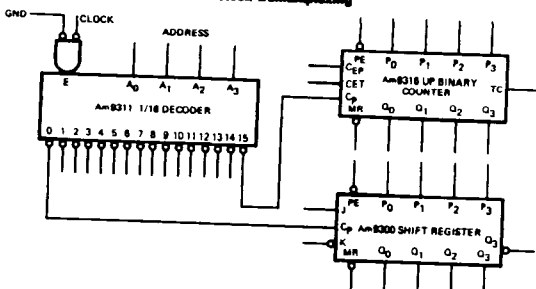 GND
CLOCK
ADDRESS
E A0 A1 A2 A3
Am9311 1/16 DECODER
0 1 2 3 4 5 6 7 8 9 10 11 12 13 14 15
PE P0 P1 P2 P3
CEP
Am9316 UP BINARY
CET
TC
COUNTER
CP
MR Q0 Q1 Q2 Q3
PE P0 P1 P2 P3
J
CP Am9300 SHIFT REGISTER
K
Q3
MR Q0 Q1 Q2 Q3